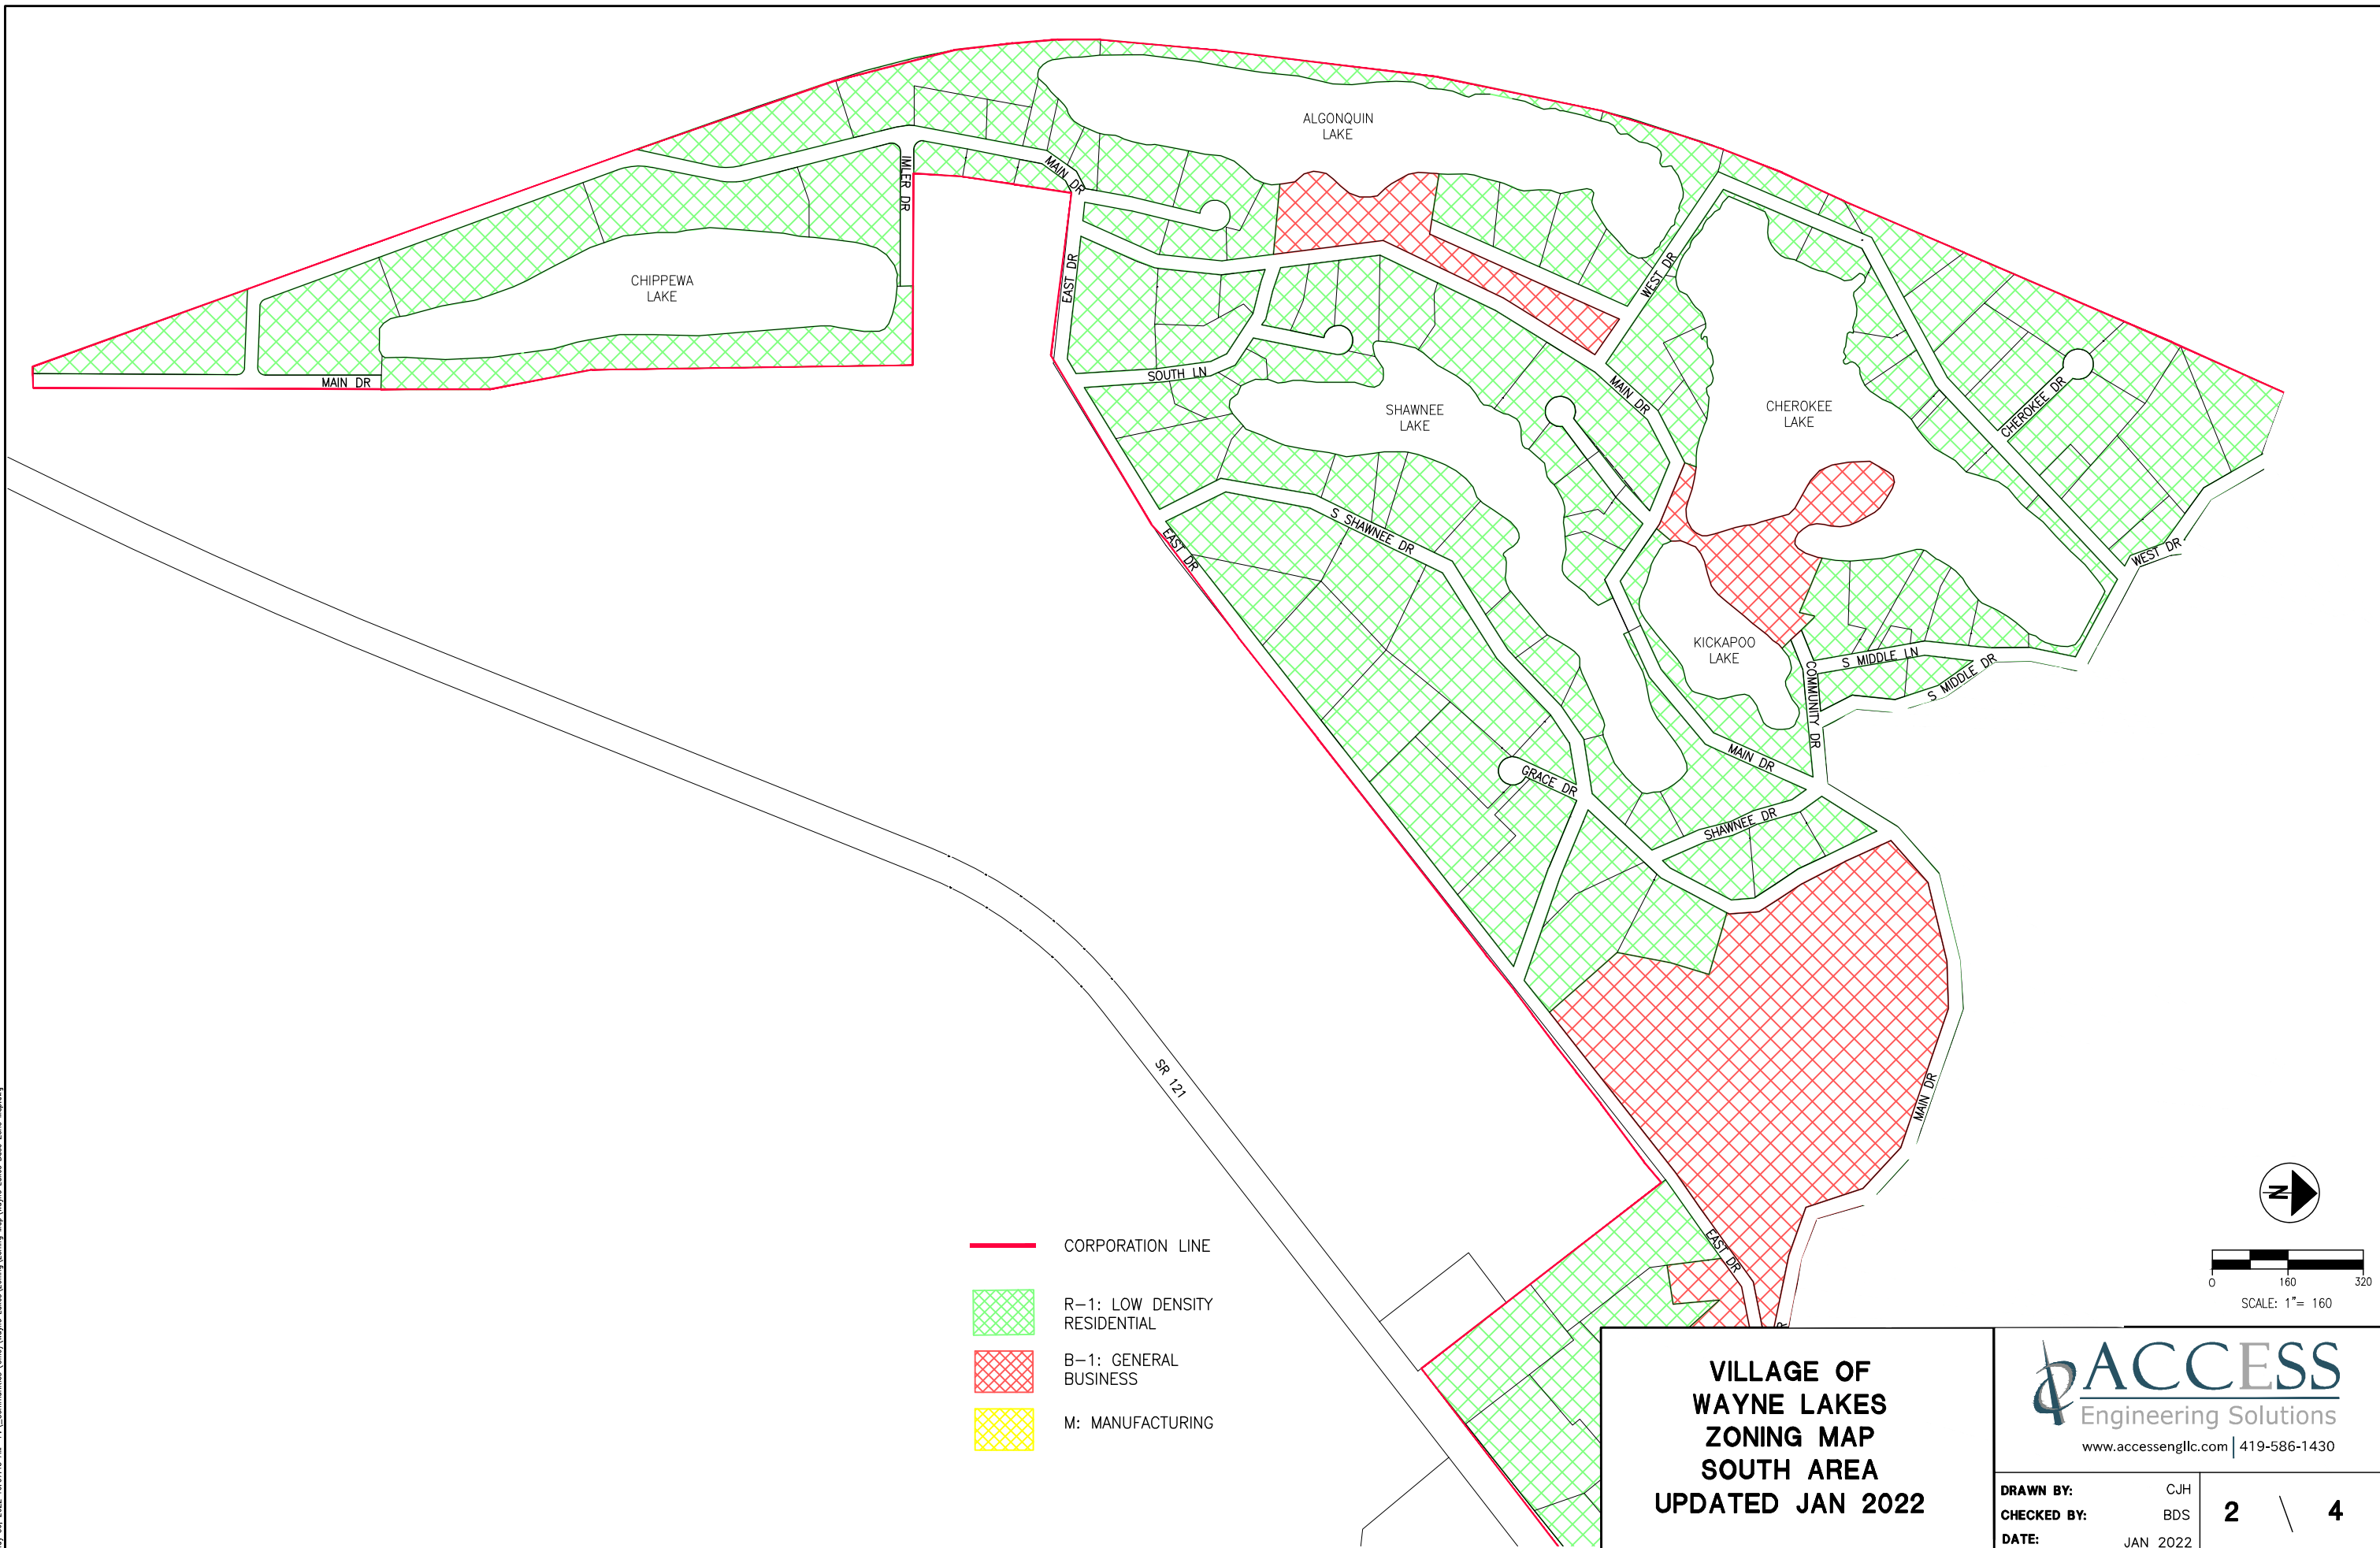 ALGONQUIN
LAKE
IMLER DR
MAIN DR
CHIPPEWA
LAKE
EAST DR
WEST DR
MAIN DR
SOUTH LN
MAIN DR
SHAWNEE
LAKE
CHEROKEE
LAKE
CHEROKEE DR
S SHAWNEE DR
EAST DR
WEST DR
KICKAPOO
LAKE
S MIDDLE LN
COMMUNITY DR
S MIDDLE DR
MAIN DR
GRACE DR
SHAWNEE DR
SR 121
MAIN DR
EAST DR
CORPORATION LINE
R-1: LOW DENSITY
RESIDENTIAL
B-1: GENERAL
BUSINESS
M: MANUFACTURING
N
0 160 320
SCALE: 1"= 160
VILLAGE OF
WAYNE LAKES
ZONING MAP
SOUTH AREA
UPDATED JAN 2022
ACCESS
Engineering Solutions
www.accessengllc.com | 419-586-1430
DRAWN BY: CJH
CHECKED BY: BDS
DATE: JAN 2022
2 \ 4